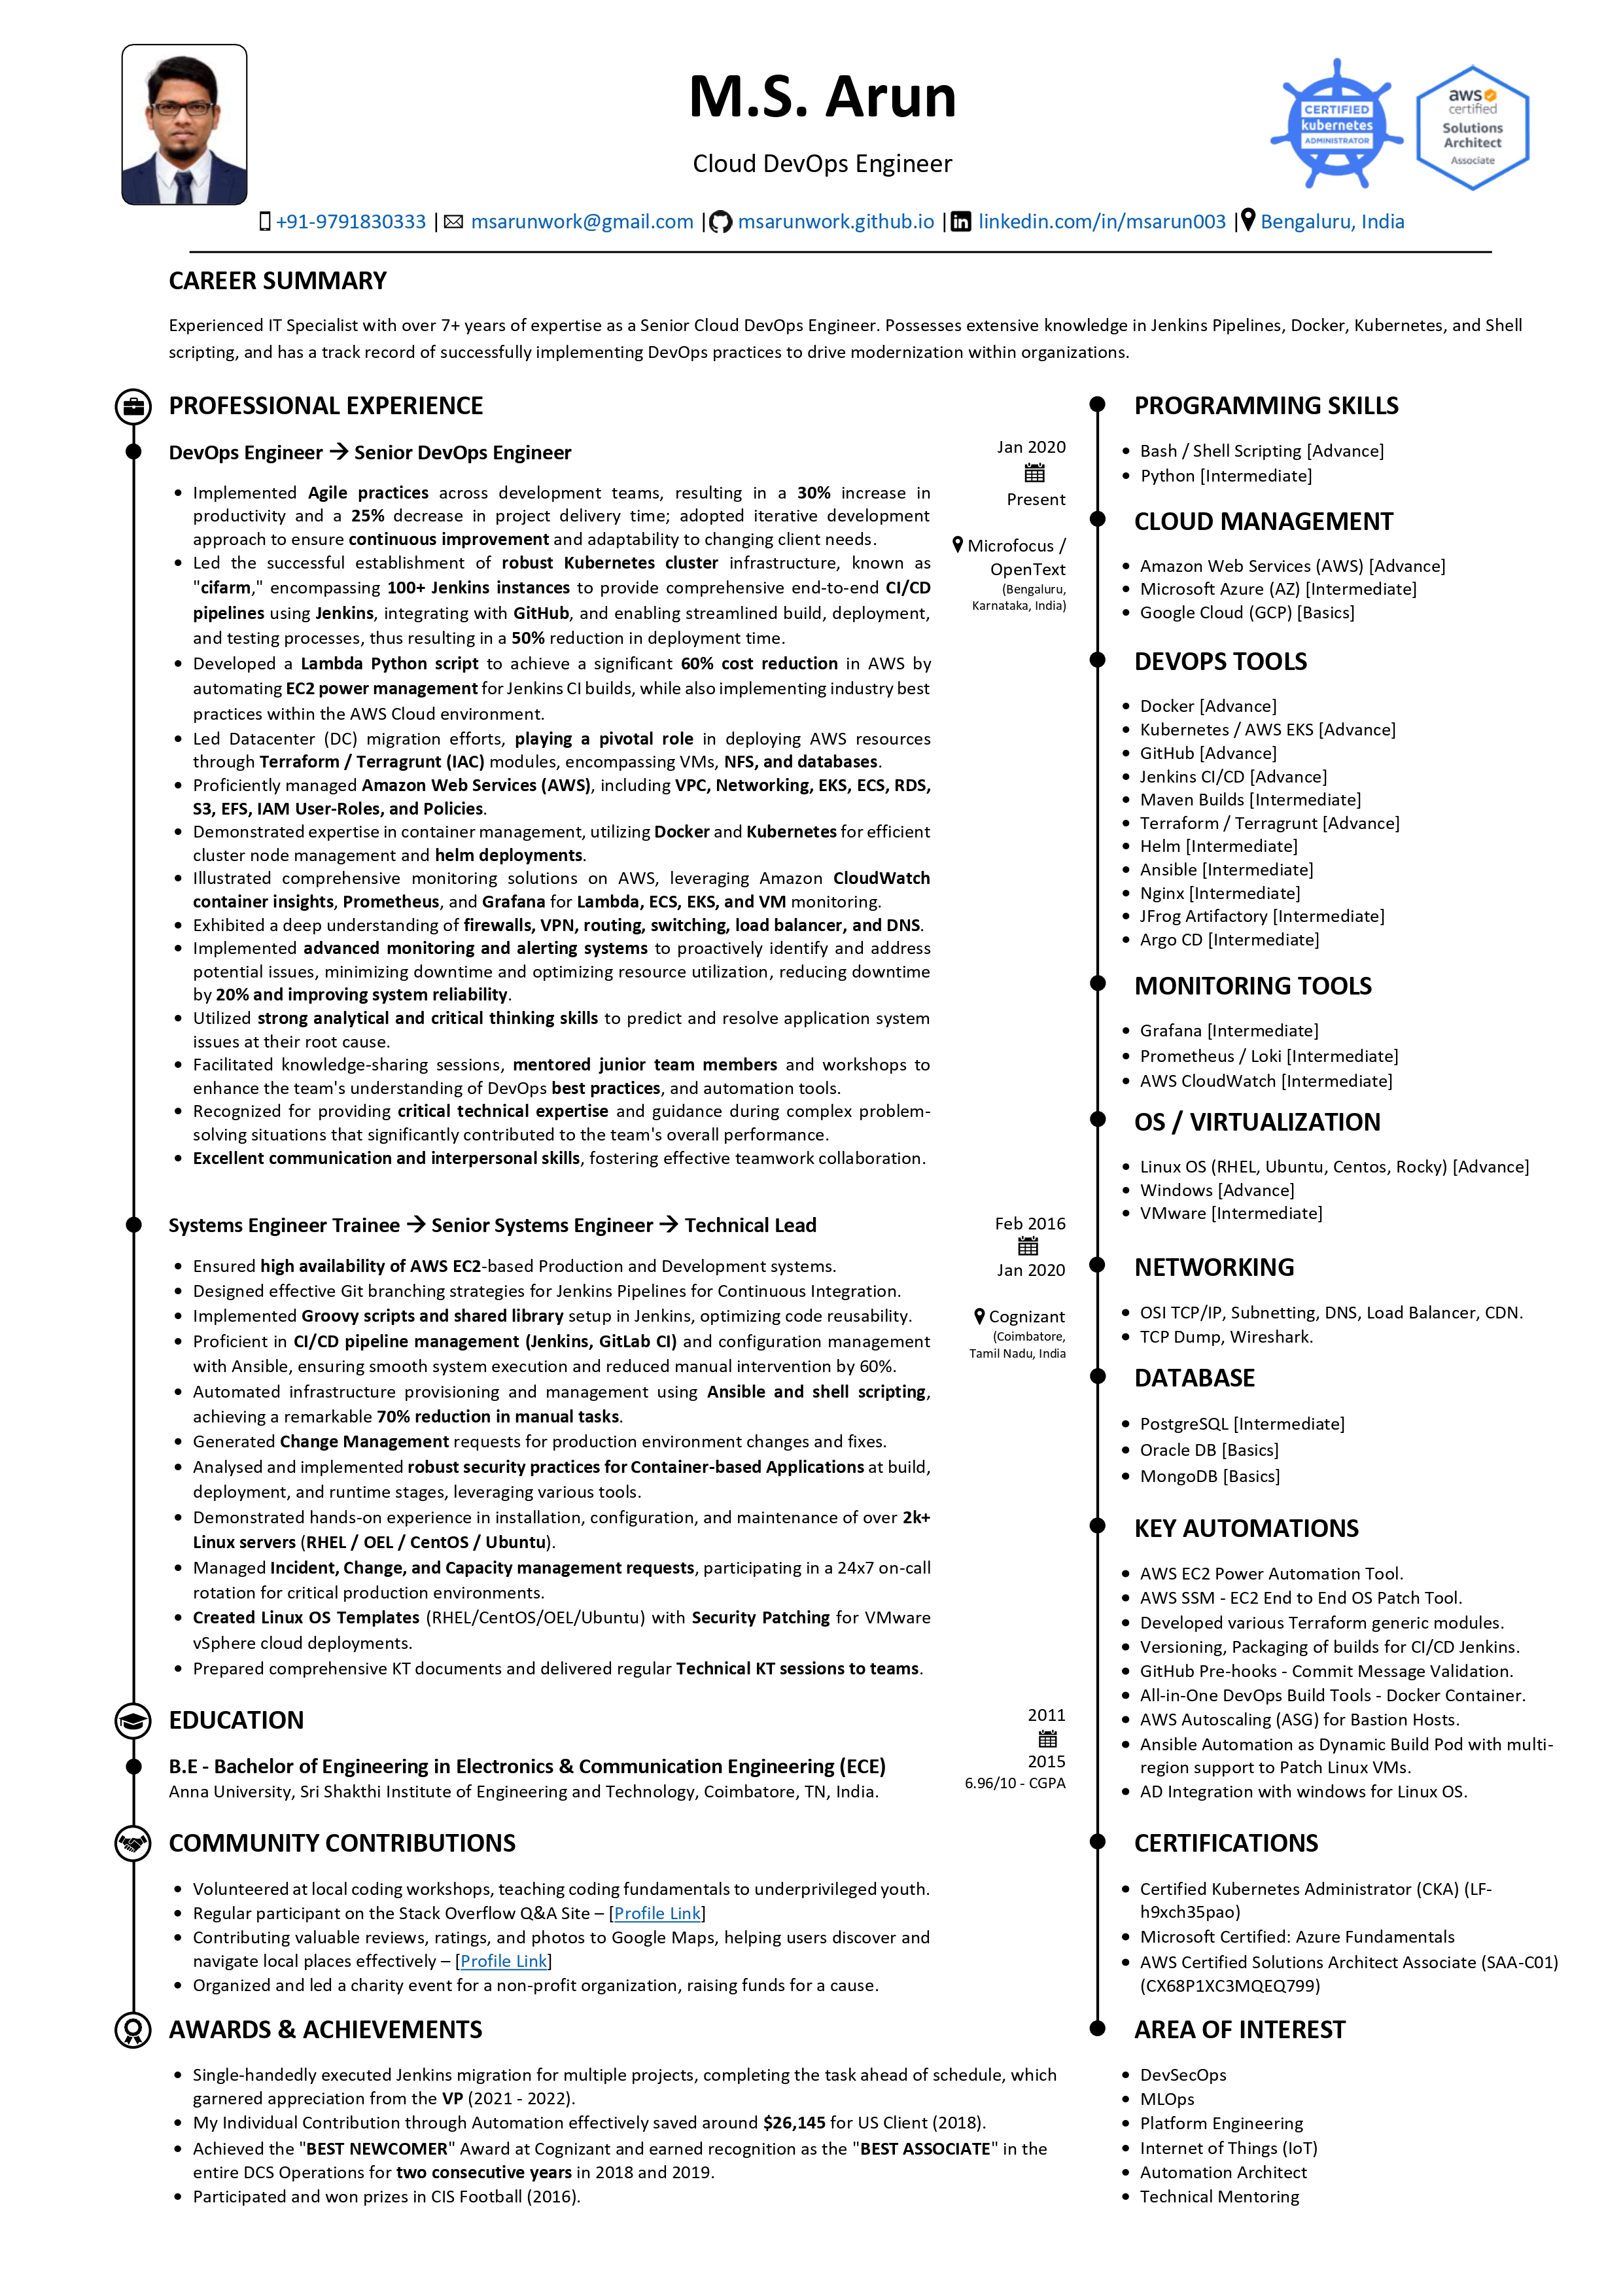 M.S. Arun
Cloud DevOps Engineer
CERTIFIED
kubernetes
ADMINISTRATOR
aws
certified
Solutions
Architect
Associate
+91-9791830333 | msarunwork@gmail.com | msarunwork.github.io | linkedin.com/in/msarun003 | Bengaluru, India
CAREER SUMMARY
Experienced IT Specialist with over 7+ years of expertise as a Senior Cloud DevOps Engineer. Possesses extensive knowledge in Jenkins Pipelines, Docker, Kubernetes, and Shell
scripting, and has a track record of successfully implementing DevOps practices to drive modernization within organizations.
PROFESSIONAL EXPERIENCE
DevOps Engineer → Senior DevOps Engineer
Jan 2020
Present
Microfocus /
OpenText
(Bengaluru,
Karnataka, India)
• Implemented Agile practices across development teams, resulting in a 30% increase in
productivity and a 25% decrease in project delivery time; adopted iterative development
approach to ensure continuous improvement and adaptability to changing client needs.
• Led the successful establishment of robust Kubernetes cluster infrastructure, known as
"cifarm," encompassing 100+ Jenkins instances to provide comprehensive end-to-end CI/CD
pipelines using Jenkins, integrating with GitHub, and enabling streamlined build, deployment,
and testing processes, thus resulting in a 50% reduction in deployment time.
• Developed a Lambda Python script to achieve a significant 60% cost reduction in AWS by
automating EC2 power management for Jenkins CI builds, while also implementing industry best
practices within the AWS Cloud environment.
• Led Datacenter (DC) migration efforts, playing a pivotal role in deploying AWS resources
through Terraform / Terragrunt (IAC) modules, encompassing VMs, NFS, and databases.
• Proficiently managed Amazon Web Services (AWS), including VPC, Networking, EKS, ECS, RDS,
S3, EFS, IAM User-Roles, and Policies.
• Demonstrated expertise in container management, utilizing Docker and Kubernetes for efficient
cluster node management and helm deployments.
• Illustrated comprehensive monitoring solutions on AWS, leveraging Amazon CloudWatch
container insights, Prometheus, and Grafana for Lambda, ECS, EKS, and VM monitoring.
• Exhibited a deep understanding of firewalls, VPN, routing, switching, load balancer, and DNS.
• Implemented advanced monitoring and alerting systems to proactively identify and address
potential issues, minimizing downtime and optimizing resource utilization, reducing downtime
by 20% and improving system reliability.
• Utilized strong analytical and critical thinking skills to predict and resolve application system
issues at their root cause.
• Facilitated knowledge-sharing sessions, mentored junior team members and workshops to
enhance the team's understanding of DevOps best practices, and automation tools.
• Recognized for providing critical technical expertise and guidance during complex problem-
solving situations that significantly contributed to the team's overall performance.
• Excellent communication and interpersonal skills, fostering effective teamwork collaboration.
Systems Engineer Trainee → Senior Systems Engineer → Technical Lead
Feb 2016
Jan 2020
Cognizant
(Coimbatore,
Tamil Nadu, India
• Ensured high availability of AWS EC2-based Production and Development systems.
• Designed effective Git branching strategies for Jenkins Pipelines for Continuous Integration.
• Implemented Groovy scripts and shared library setup in Jenkins, optimizing code reusability.
• Proficient in CI/CD pipeline management (Jenkins, GitLab CI) and configuration management
with Ansible, ensuring smooth system execution and reduced manual intervention by 60%.
• Automated infrastructure provisioning and management using Ansible and shell scripting,
achieving a remarkable 70% reduction in manual tasks.
• Generated Change Management requests for production environment changes and fixes.
• Analysed and implemented robust security practices for Container-based Applications at build,
deployment, and runtime stages, leveraging various tools.
• Demonstrated hands-on experience in installation, configuration, and maintenance of over 2k+
Linux servers (RHEL / OEL / CentOS / Ubuntu).
• Managed Incident, Change, and Capacity management requests, participating in a 24x7 on-call
rotation for critical production environments.
• Created Linux OS Templates (RHEL/CentOS/OEL/Ubuntu) with Security Patching for VMware
vSphere cloud deployments.
• Prepared comprehensive KT documents and delivered regular Technical KT sessions to teams.
EDUCATION
2011
2015
6.96/10 - CGPA
B.E - Bachelor of Engineering in Electronics & Communication Engineering (ECE)
Anna University, Sri Shakthi Institute of Engineering and Technology, Coimbatore, TN, India.
COMMUNITY CONTRIBUTIONS
• Volunteered at local coding workshops, teaching coding fundamentals to underprivileged youth.
• Regular participant on the Stack Overflow Q&A Site – [Profile Link]
• Contributing valuable reviews, ratings, and photos to Google Maps, helping users discover and
navigate local places effectively – [Profile Link]
• Organized and led a charity event for a non-profit organization, raising funds for a cause.
AWARDS & ACHIEVEMENTS
• Single-handedly executed Jenkins migration for multiple projects, completing the task ahead of schedule, which
garnered appreciation from the VP (2021 - 2022).
• My Individual Contribution through Automation effectively saved around $26,145 for US Client (2018).
• Achieved the "BEST NEWCOMER" Award at Cognizant and earned recognition as the "BEST ASSOCIATE" in the
entire DCS Operations for two consecutive years in 2018 and 2019.
• Participated and won prizes in CIS Football (2016).
PROGRAMMING SKILLS
• Bash / Shell Scripting [Advance]
• Python [Intermediate]
CLOUD MANAGEMENT
• Amazon Web Services (AWS) [Advance]
• Microsoft Azure (AZ) [Intermediate]
• Google Cloud (GCP) [Basics]
DEVOPS TOOLS
• Docker [Advance]
• Kubernetes / AWS EKS [Advance]
• GitHub [Advance]
• Jenkins CI/CD [Advance]
• Maven Builds [Intermediate]
• Terraform / Terragrunt [Advance]
• Helm [Intermediate]
• Ansible [Intermediate]
• Nginx [Intermediate]
• JFrog Artifactory [Intermediate]
• Argo CD [Intermediate]
MONITORING TOOLS
• Grafana [Intermediate]
• Prometheus / Loki [Intermediate]
• AWS CloudWatch [Intermediate]
OS / VIRTUALIZATION
• Linux OS (RHEL, Ubuntu, Centos, Rocky) [Advance]
• Windows [Advance]
• VMware [Intermediate]
NETWORKING
• OSI TCP/IP, Subnetting, DNS, Load Balancer, CDN.
• TCP Dump, Wireshark.
DATABASE
• PostgreSQL [Intermediate]
• Oracle DB [Basics]
• MongoDB [Basics]
KEY AUTOMATIONS
• AWS EC2 Power Automation Tool.
• AWS SSM - EC2 End to End OS Patch Tool.
• Developed various Terraform generic modules.
• Versioning, Packaging of builds for CI/CD Jenkins.
• GitHub Pre-hooks - Commit Message Validation.
• All-in-One DevOps Build Tools - Docker Container.
• AWS Autoscaling (ASG) for Bastion Hosts.
• Ansible Automation as Dynamic Build Pod with multi-
region support to Patch Linux VMs.
• AD Integration with windows for Linux OS.
CERTIFICATIONS
• Certified Kubernetes Administrator (CKA) (LF-
h9xch35pao)
• Microsoft Certified: Azure Fundamentals
• AWS Certified Solutions Architect Associate (SAA-C01)
(CX68P1XC3MQEQ799)
AREA OF INTEREST
• DevSecOps
• MLOps
• Platform Engineering
• Internet of Things (IoT)
• Automation Architect
• Technical Mentoring